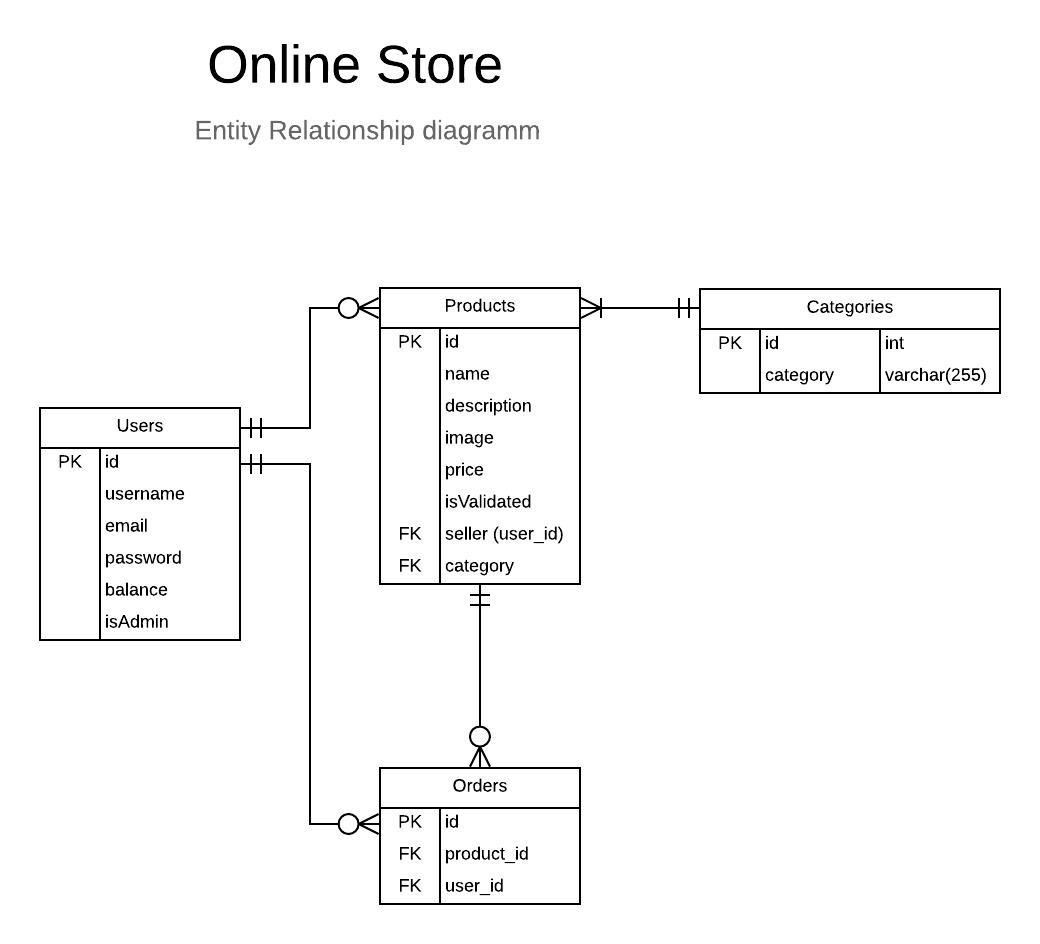 Online Store
Entity Relationship diagramm
Products
PK id
name
description
image
price
isValidated
FK seller (user_id)
FK category
Categories
PK id int
category varchar(255)
Users
PK id
username
email
password
balance
isAdmin
Orders
PK id
FK product_id
FK user_id